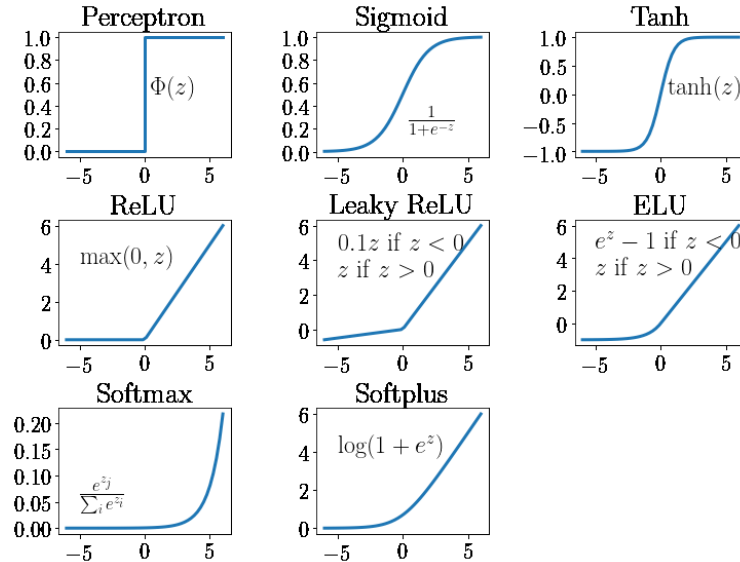 Perceptron
1.0
0.8
0.6
0.4
0.2
0.0
Φ(z)
−5 0 5
Sigmoid
1.0
0.8
0.6
0.4
0.2
0.0
1/(1+e^{−z})
−5 0 5
Tanh
1.0
0.5
0.0
−0.5
−1.0
tanh(z)
−5 0 5
ReLU
6
4
2
0
max(0, z)
−5 0 5
Leaky ReLU
6
4
2
0
0.1z if z < 0
z if z > 0
−5 0 5
ELU
6
4
2
0
e^z − 1 if z < 0
z if z > 0
−5 0 5
Softmax
0.20
0.15
0.10
0.05
0.00
e^{z_j}/∑_i e^{z_i}
−5 0 5
Softplus
6
4
2
0
log(1 + e^z)
−5 0 5